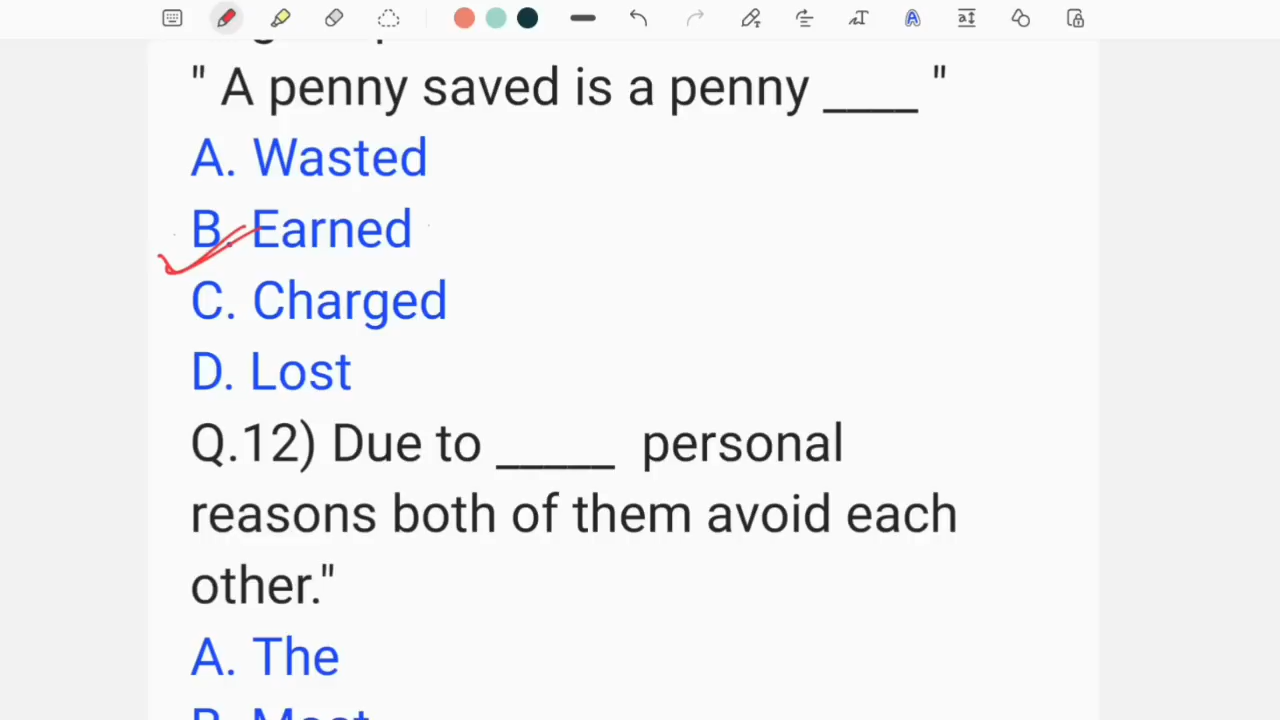 " A penny saved is a penny ____ "
A. Wasted
B. Earned
C. Charged
D. Lost
Q.12) Due to _____ personal
reasons both of them avoid each
other."
A. The
B. Most